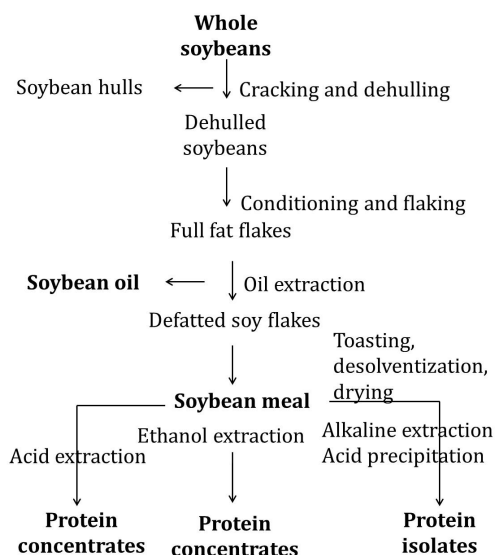 Whole
soybeans
Soybean hulls
Cracking and dehulling
Dehulled
soybeans
Conditioning and flaking
Full fat flakes
Soybean oil
Oil extraction
Defatted soy flakes
Toasting,
desolventization,
drying
Soybean meal
Ethanol extraction
Alkaline extraction
Acid extraction
Acid precipitation
Protein
concentrates
Protein
concentrates
Protein
isolates